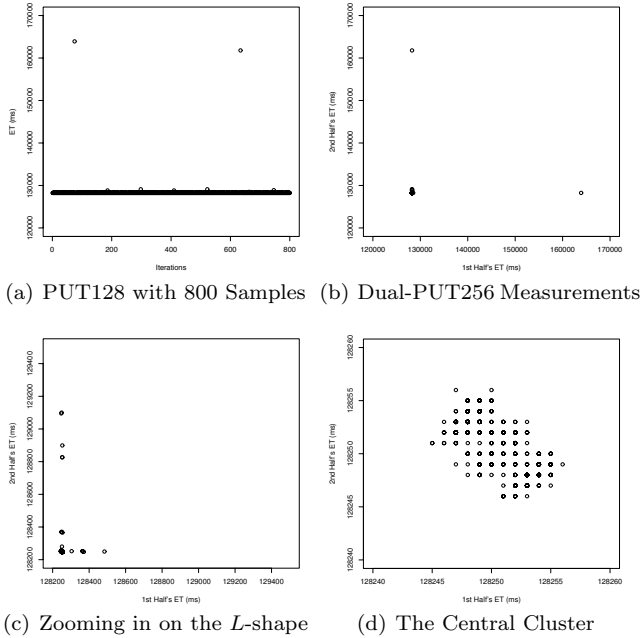 170000
160000
150000
140000
130000
120000
ET (ms)
0 200 400 600 800
Iterations
(a) PUT128 with 800 Samples
170000
160000
150000
140000
130000
120000
2nd Half's ET (ms)
120000 130000 140000 150000 160000 170000
1st Half's ET (ms)
(b) Dual-PUT256 Measurements
129400
129200
129000
128800
128600
128400
128200
2nd Half's ET (ms)
128200 128400 128600 128800 129000 129200 129400
1st Half's ET (ms)
(c) Zooming in on the L-shape
128260
128255
128250
128245
128240
2nd Half's ET (ms)
128240 128245 128250 128255 128260
1st Half's ET (ms)
(d) The Central Cluster